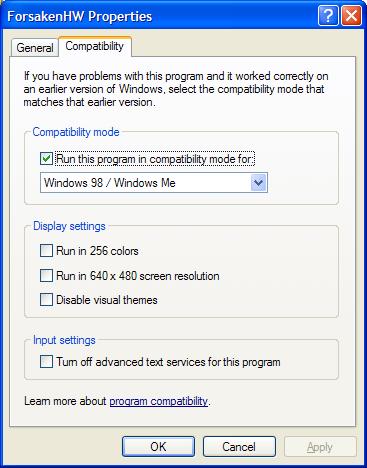 ForsakenHW Properties
General
Compatibility
If you have problems with this program and it worked correctly on
an earlier version of Windows, select the compatibility mode that
matches that earlier version.
Compatibility mode
Run this program in compatibility mode for:
Windows 98 / Windows Me
Display settings
Run in 256 colors
Run in 640 x 480 screen resolution
Disable visual themes
Input settings
Turn off advanced text services for this program
Learn more about program compatibility.
OK
Cancel
Apply